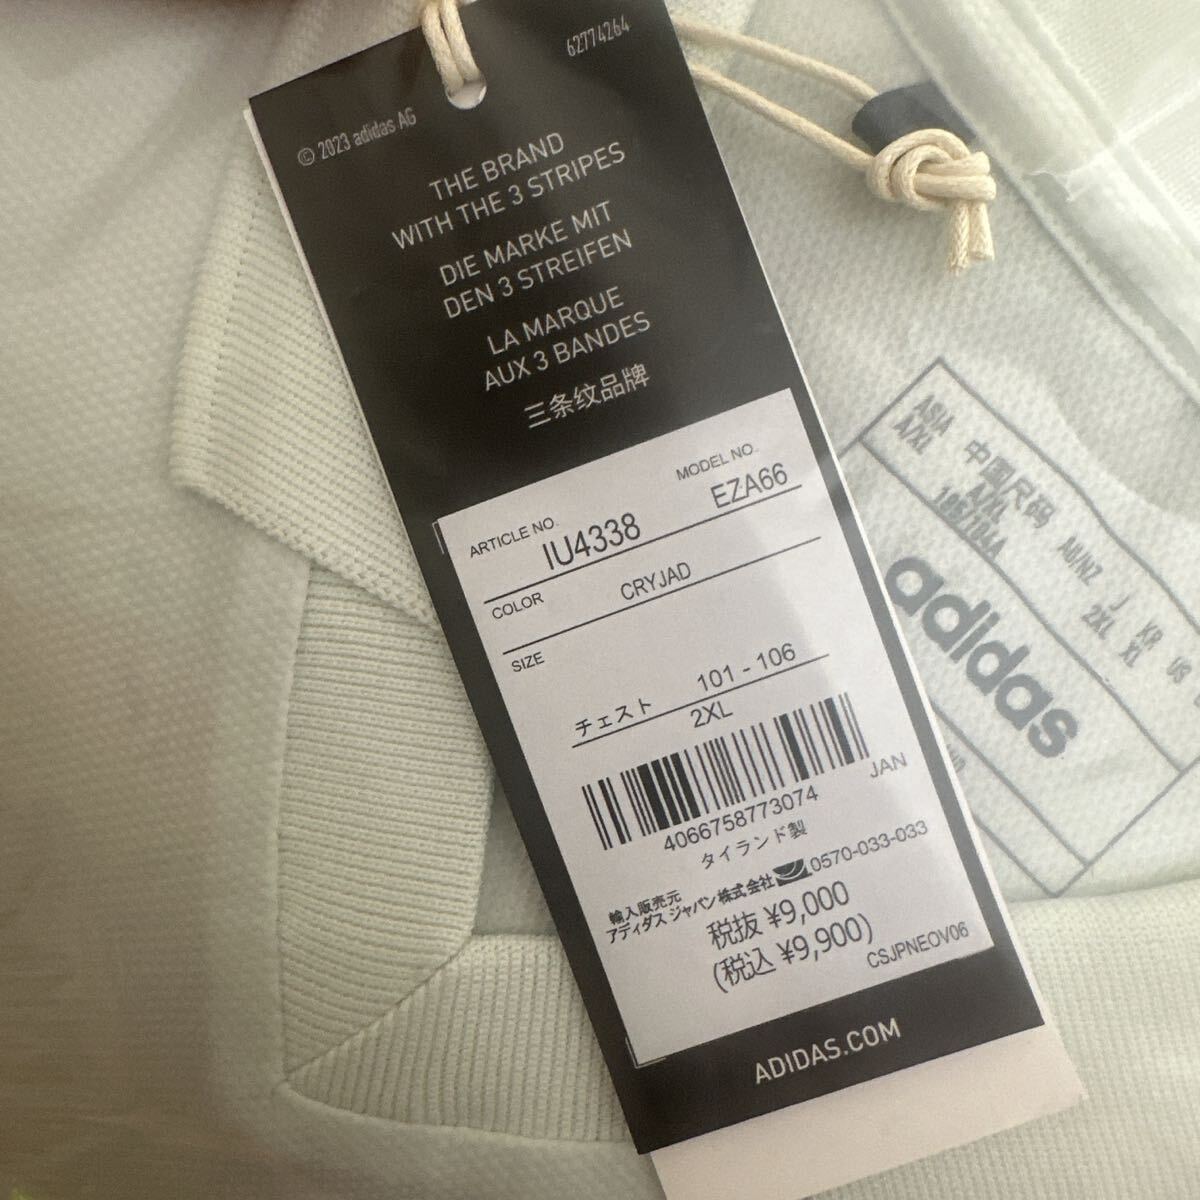 62774264
© 2023 adidas AG
THE BRAND
WITH THE 3 STRIPES
DIE MARKE MIT
DEN 3 STREIFEN
LA MARQUE
AUX 3 BANDES
三条纹品牌
MODEL NO.
EZA66
ARTICLE NO.
IU4338
COLOR
CRYJAD
SIZE
チェスト 101 - 106
2XL
JAN
4066758773074
タイランド製
輸入販売元
アディダス ジャパン株式会社 0570-033-033
税抜 ¥9,000
(税込 ¥9,900)
CSJPNEOV06
ADIDAS.COM
ASIA 中国尺码 AU/NZ J KR US
A/XL A/XL 2XL XL
adidas